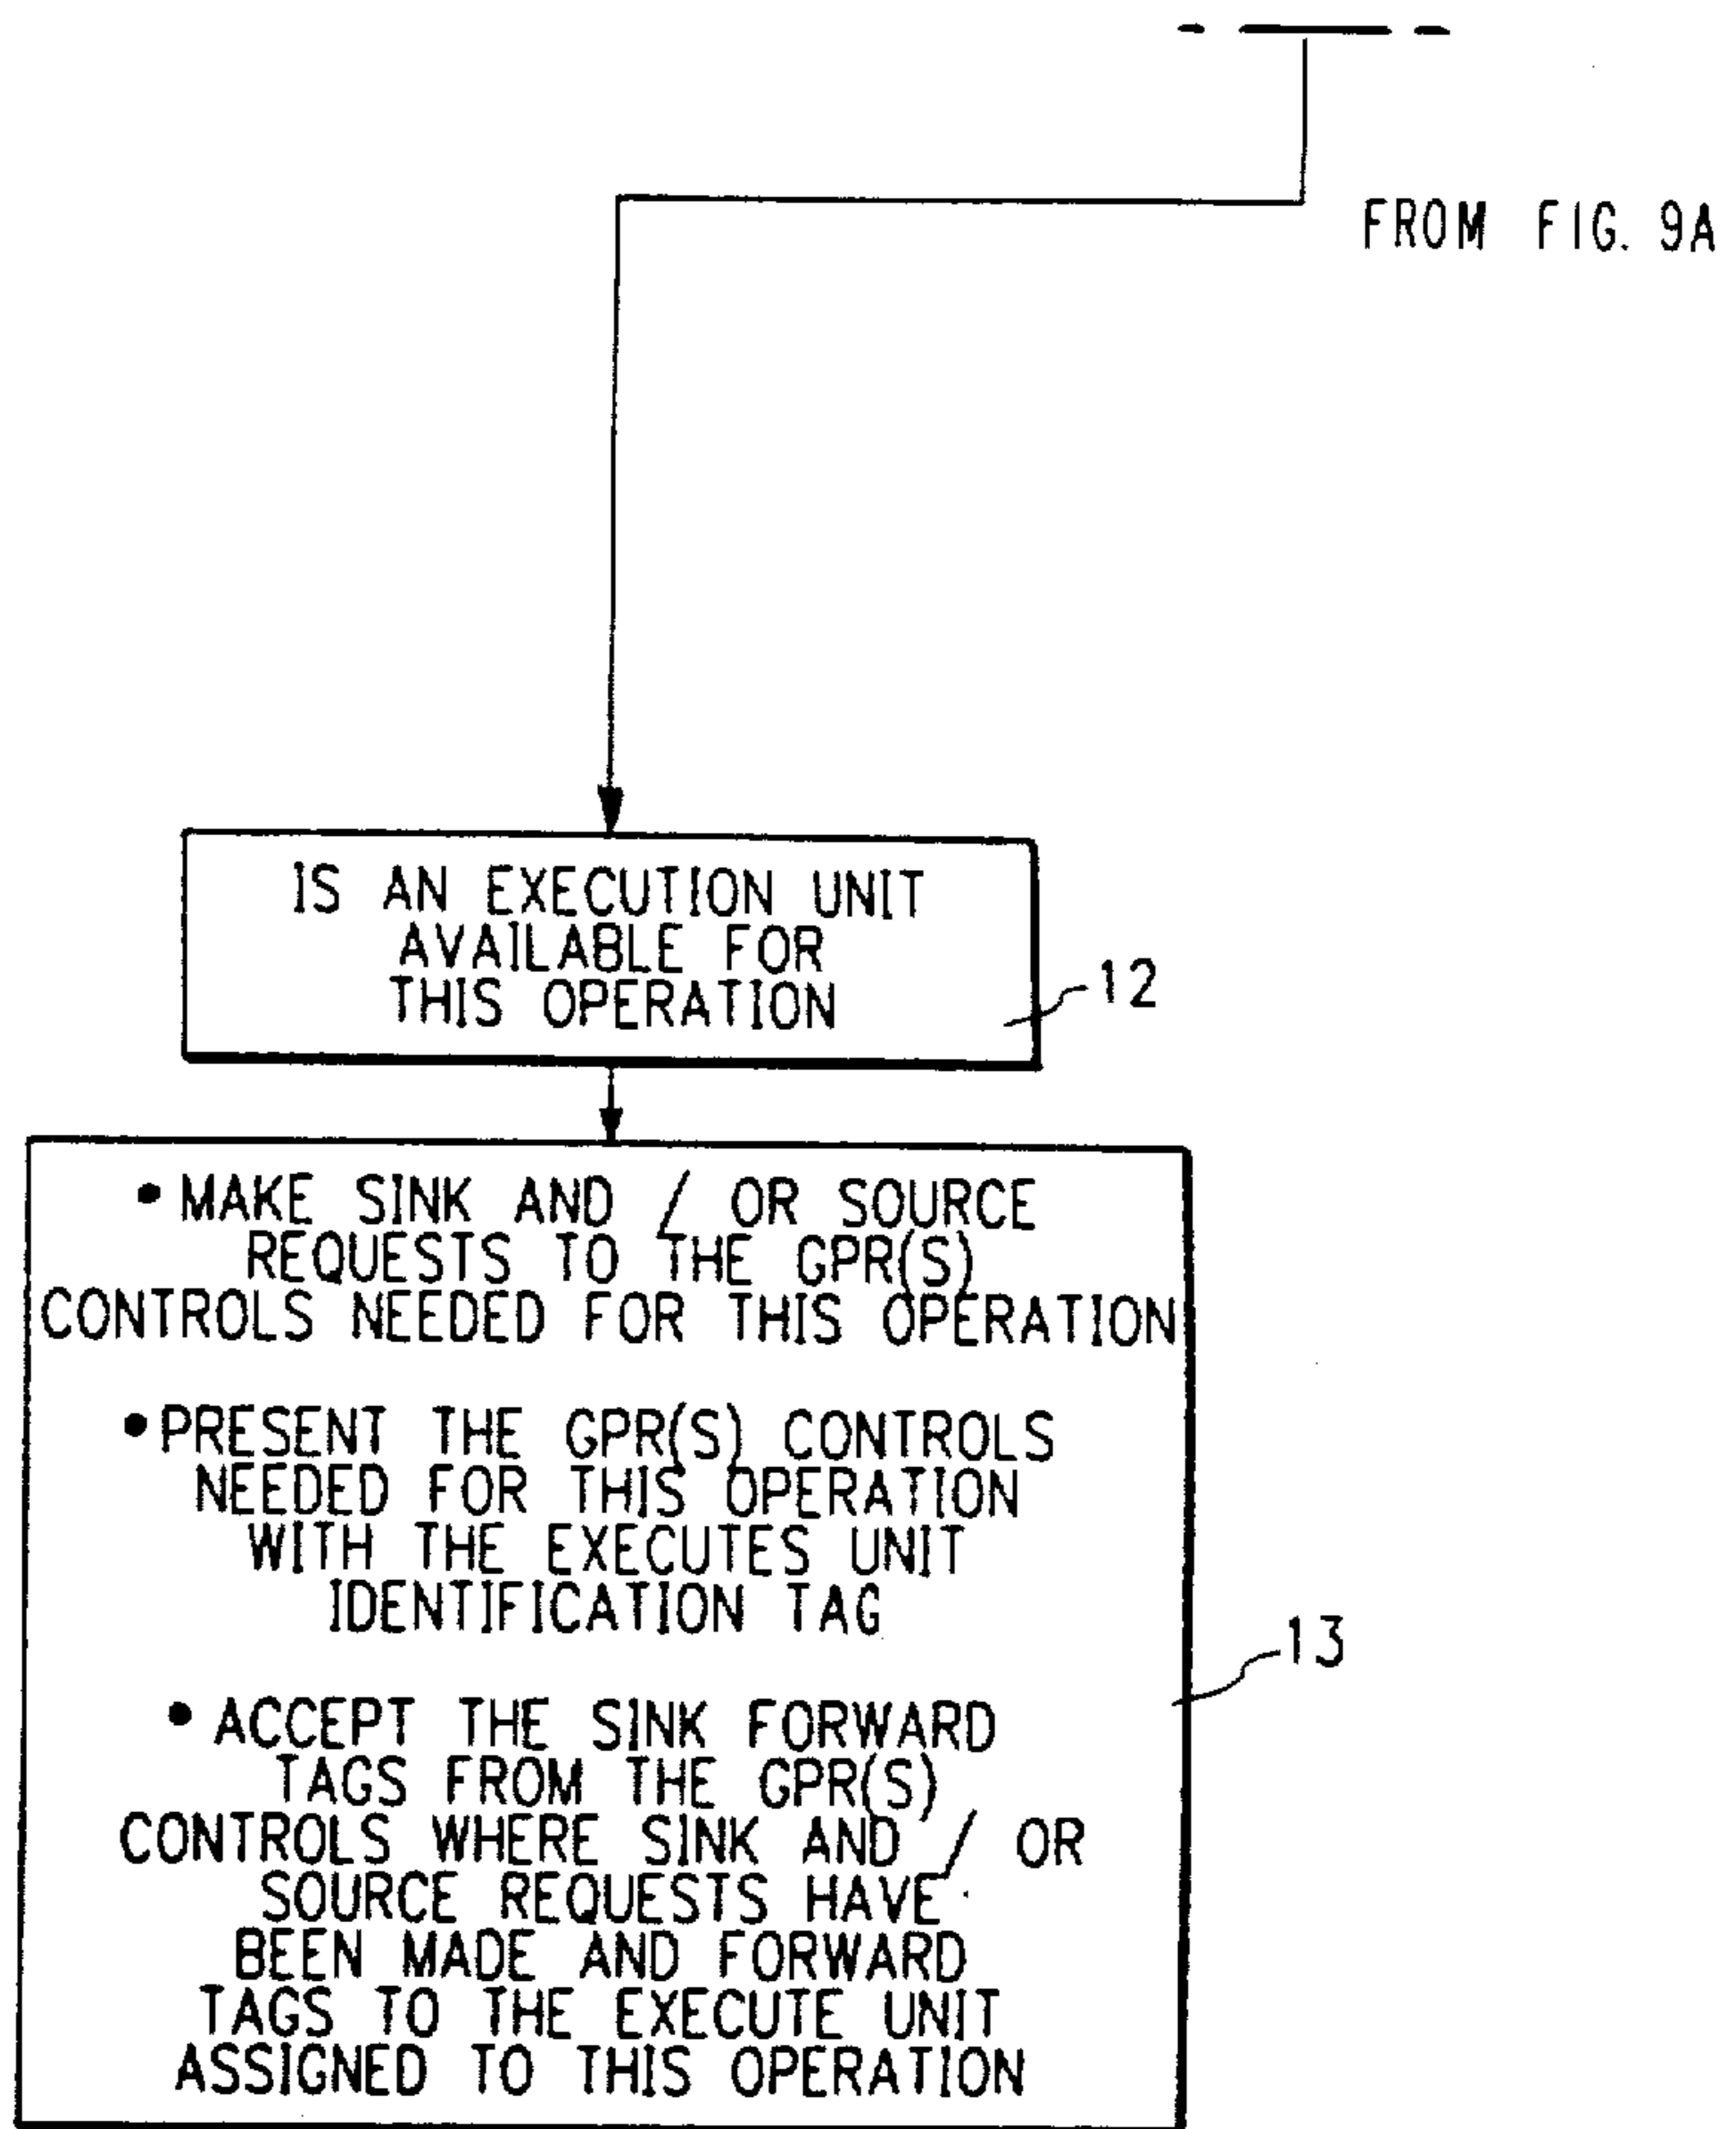 FROM FIG. 9A
IS AN EXECUTION UNIT
AVAILABLE FOR
THIS OPERATION
12
• MAKE SINK AND / OR SOURCE
REQUESTS TO THE GPR(S)
CONTROLS NEEDED FOR THIS OPERATION
• PRESENT THE GPR(S) CONTROLS
NEEDED FOR THIS OPERATION
WITH THE EXECUTES UNIT
IDENTIFICATION TAG
13
• ACCEPT THE SINK FORWARD
TAGS FROM THE GPR(S)
CONTROLS WHERE SINK AND / OR
SOURCE REQUESTS HAVE
BEEN MADE AND FORWARD
TAGS TO THE EXECUTE UNIT
ASSIGNED TO THIS OPERATION